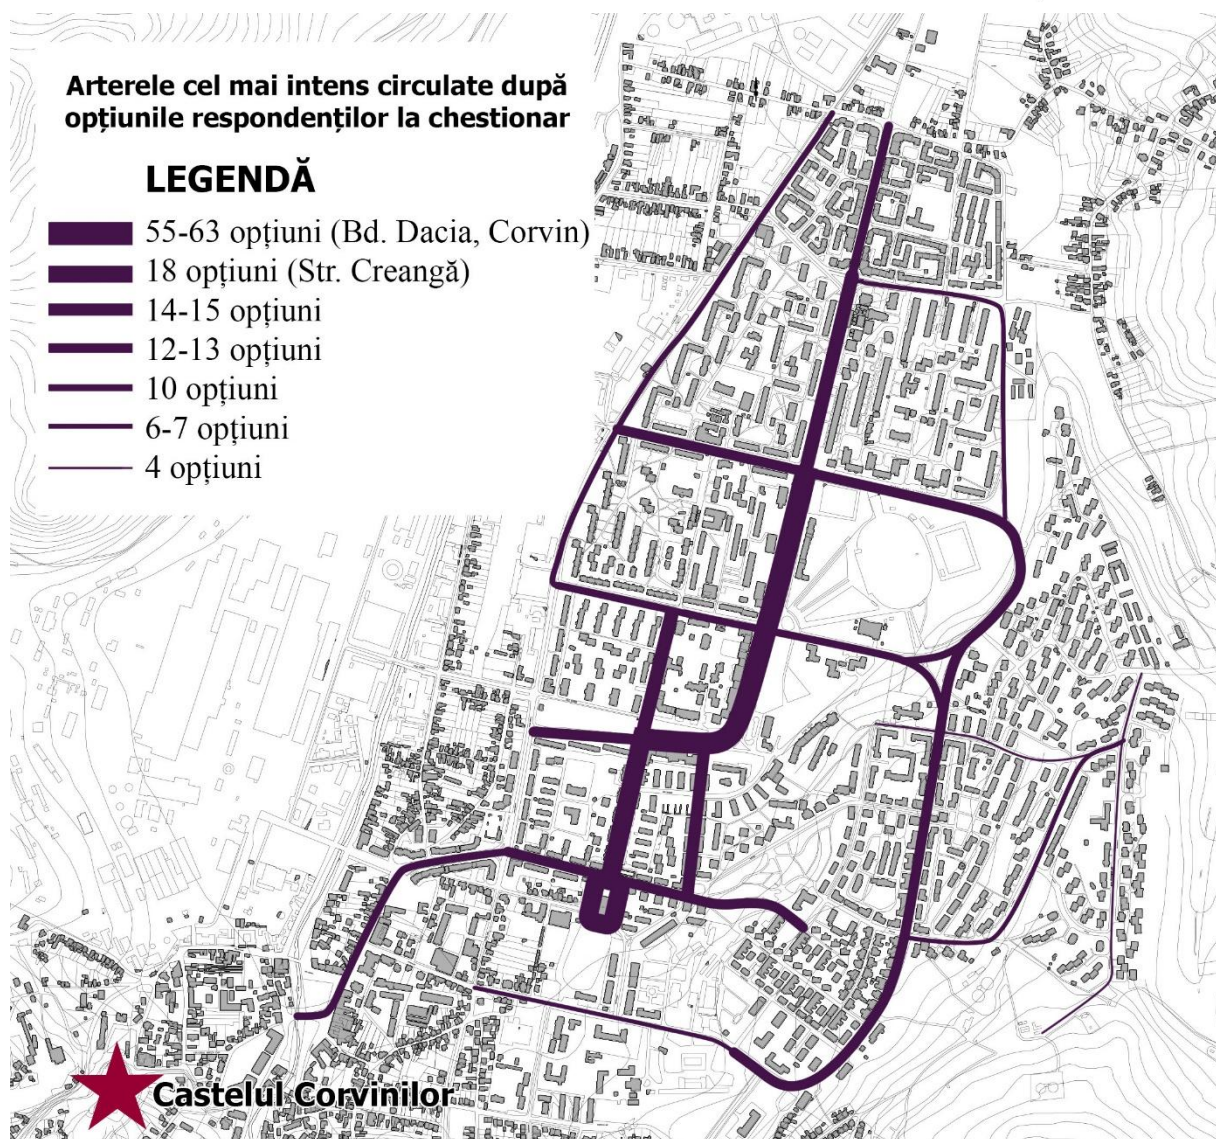 Arterele cel mai intens circulate după
opțiunile respondenților la chestionar
LEGENDĂ
55-63 opțiuni (Bd. Dacia, Corvin)
18 opțiuni (Str. Creangă)
14-15 opțiuni
12-13 opțiuni
10 opțiuni
6-7 opțiuni
4 opțiuni
Castelul Corvinilor